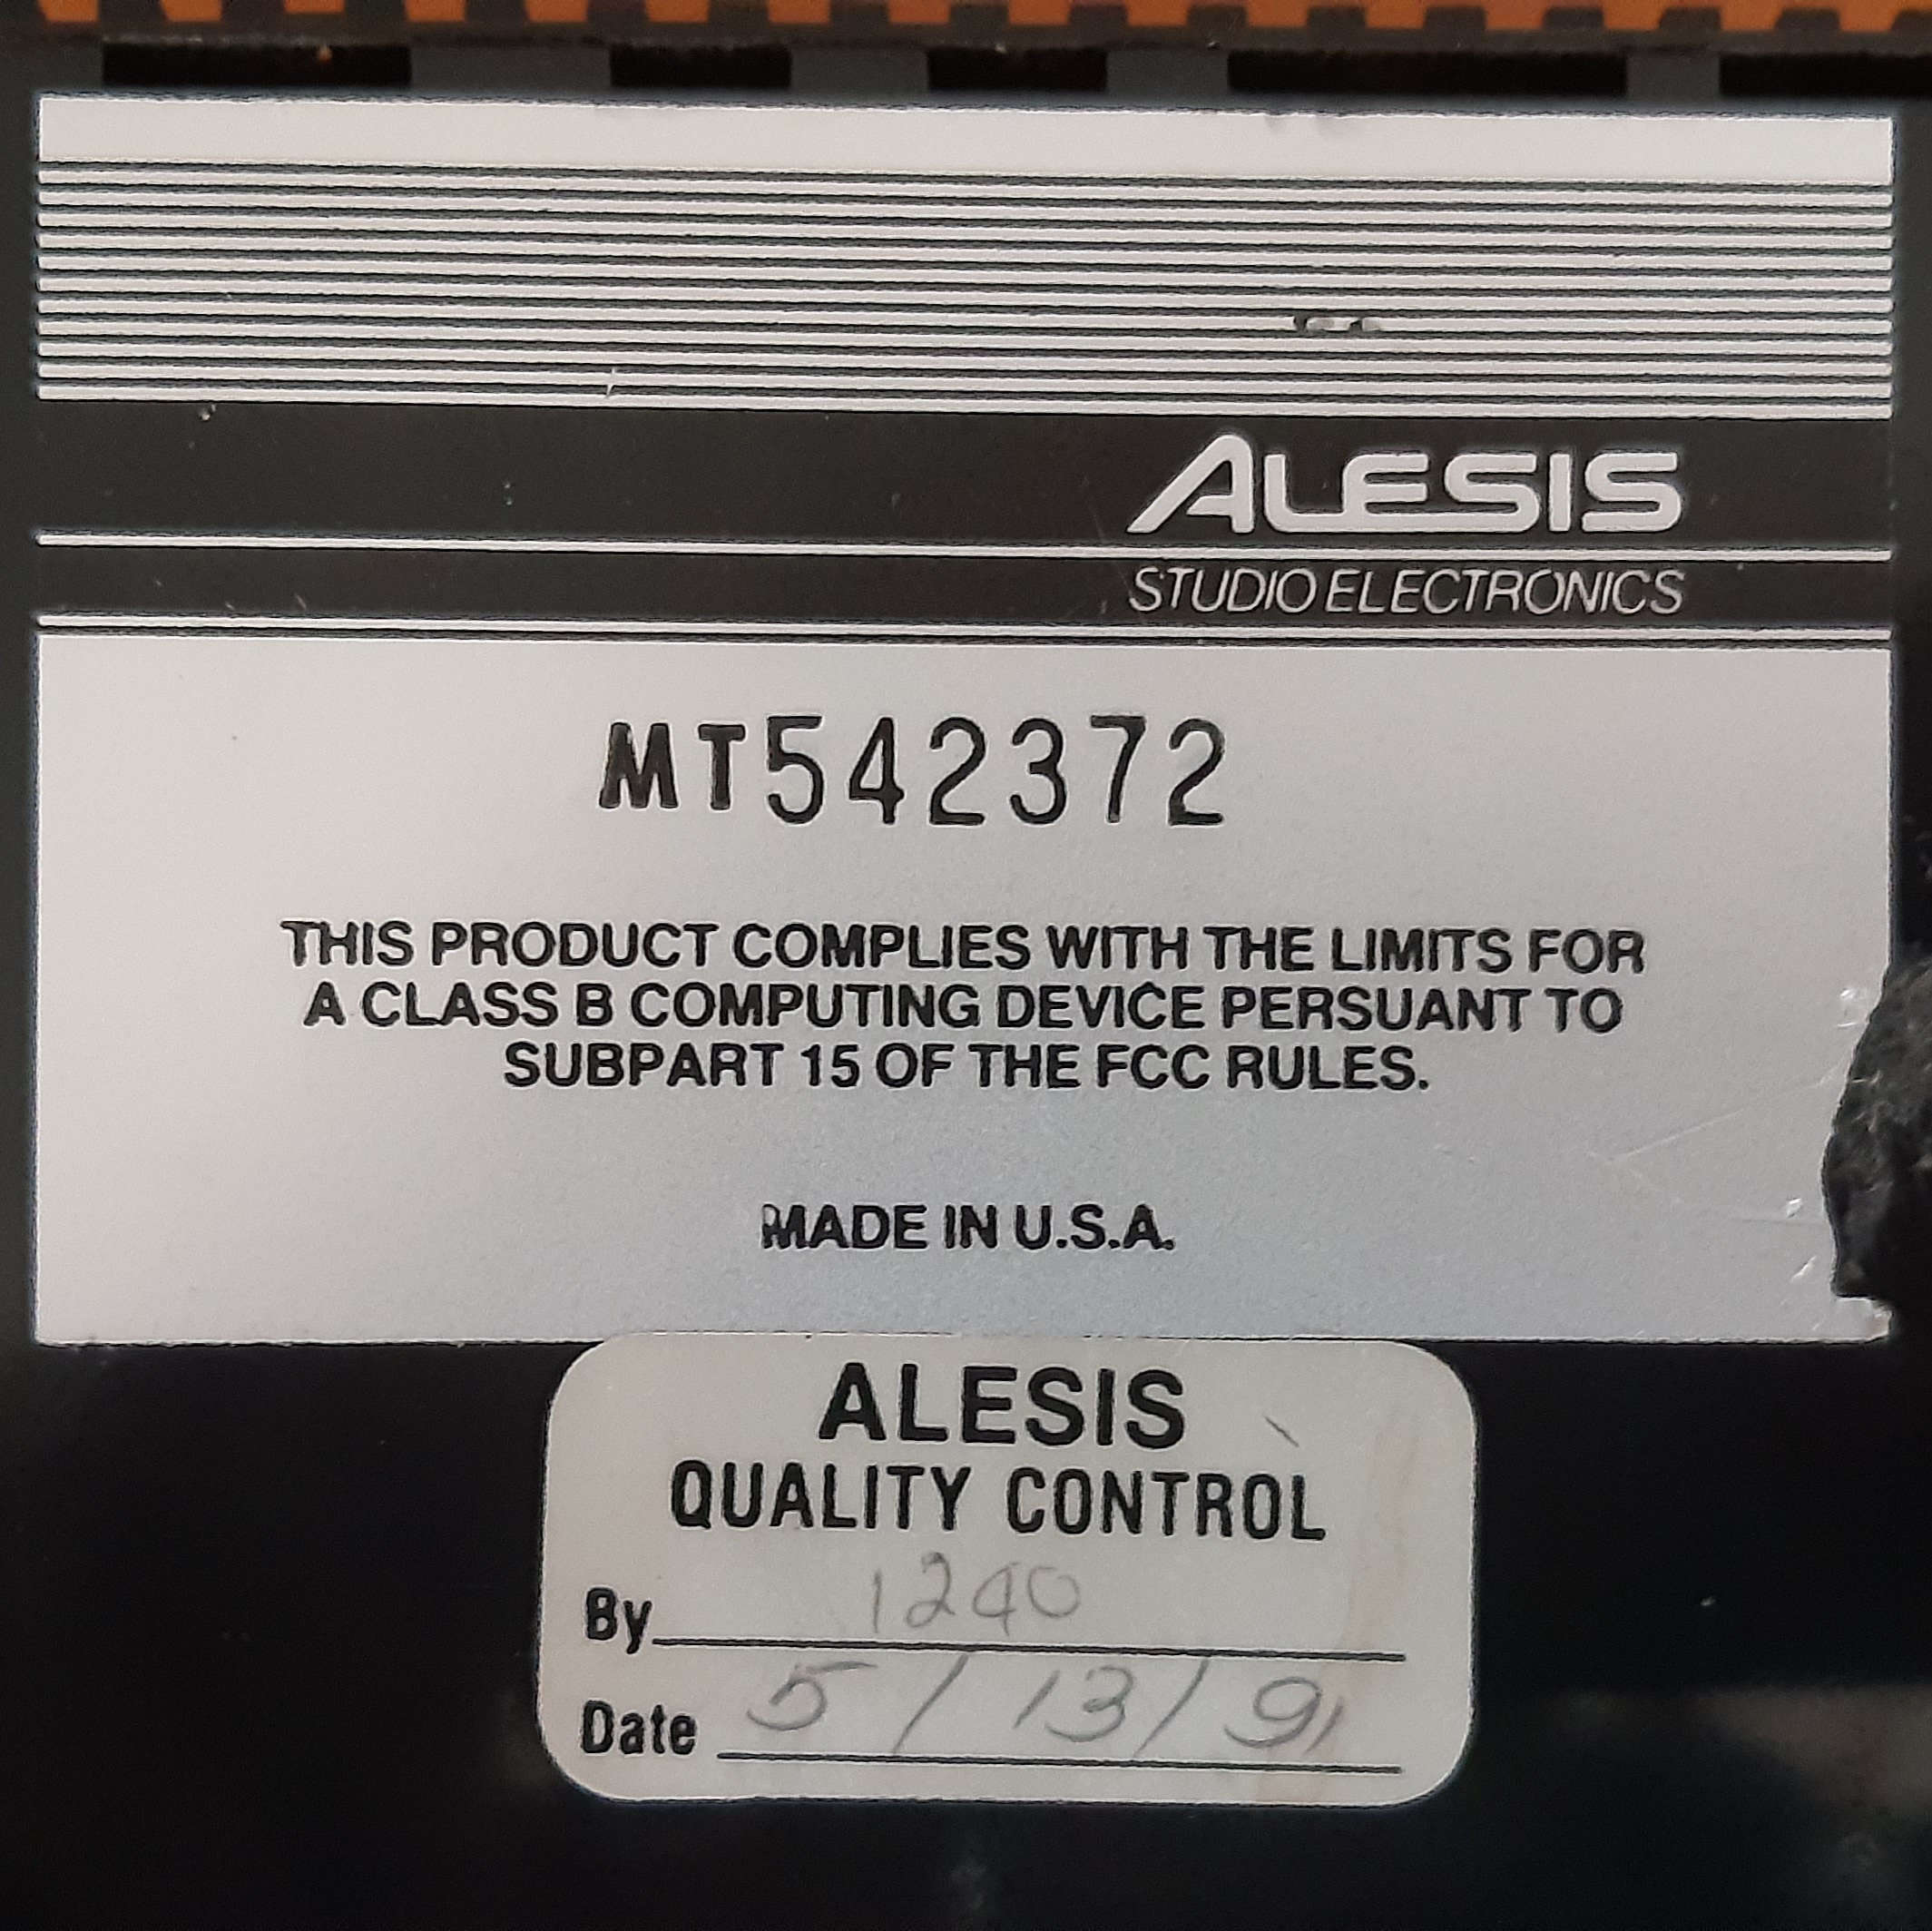 ALESIS
STUDIO ELECTRONICS
MT542372
THIS PRODUCT COMPLIES WITH THE LIMITS FOR
A CLASS B COMPUTING DEVICE PERSUANT TO
SUBPART 15 OF THE FCC RULES.
MADE IN U.S.A.
ALESIS
QUALITY CONTROL
By 1240
Date 5/13/91